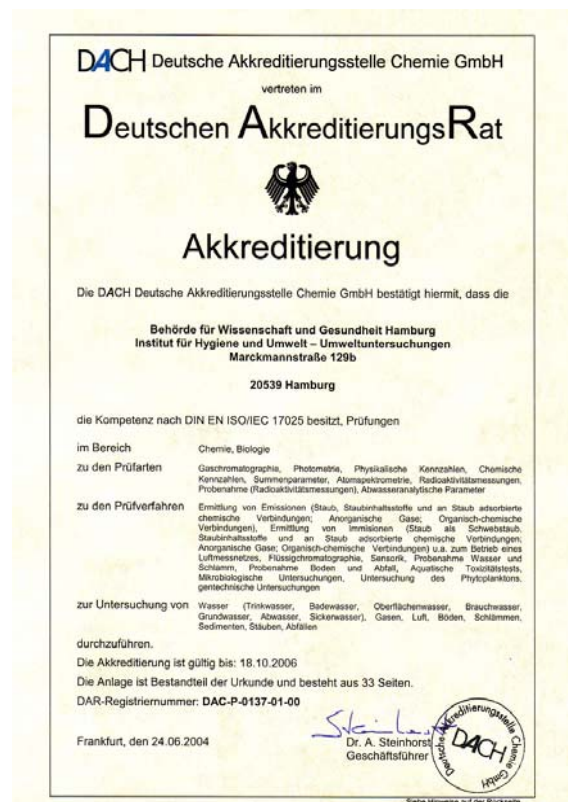 DACH Deutsche Akkreditierungsstelle Chemie GmbH
vertreten im
Deutschen AkkreditierungsRat
Akkreditierung
Die DACH Deutsche Akkreditierungsstelle Chemie GmbH bestätigt hiermit, dass die
Behörde für Wissenschaft und Gesundheit Hamburg
Institut für Hygiene und Umwelt – Umweltuntersuchungen
Marckmannstraße 129b
20539 Hamburg
die Kompetenz nach DIN EN ISO/IEC 17025 besitzt, Prüfungen
im Bereich Chemie, Biologie
zu den Prüfarten Gaschromatographie, Photometrie, Physikalische Kennzahlen, Chemische
Kennzahlen, Summenparameter, Atomspektrometrie, Radioaktivitätsmessungen,
Probenahme (Radioaktivitätsmessungen), Abwasseranalytische Parameter
zu den Prüfverfahren Ermittlung von Emissionen (Staub, Staubinhaltsstoffe und an Staub adsorbierte
chemische Verbindungen; Anorganische Gase; Organisch-chemische
Verbindungen), Ermittlung von Immisionen (Staub als Schwebstaub,
Staubinhaltsstoffe und an Staub adsorbierte chemische Verbindungen;
Anorganische Gase; Organisch-chemische Verbindungen) u.a. zum Betrieb eines
Luftmessnetzes, Flüssigchromatographie, Sensorik, Probenahme Wasser und
Schlamm, Probenahme Boden und Abfall, Aquatische Toxizitätstests,
Mikrobiologische Untersuchungen, Untersuchung des Phytoplanktons,
gentechnische Untersuchungen
zur Untersuchung von Wasser (Trinkwasser, Badewasser, Oberflächenwasser, Brauchwasser,
Grundwasser, Abwasser, Sickerwasser), Gasen, Luft, Böden, Schlämmen,
Sedimenten, Stäuben, Abfällen
durchzuführen.
Die Akkreditierung ist gültig bis: 18.10.2006
Die Anlage ist Bestandteil der Urkunde und besteht aus 33 Seiten.
DAR-Registriernummer: DAC-P-0137-01-00
Frankfurt, den 24.06.2004
Dr. A. Steinhorst
Geschäftsführer
Deutsche Akkreditierungsstelle Chemie GmbH
DACH
Siehe Hinweise auf der Rückseite